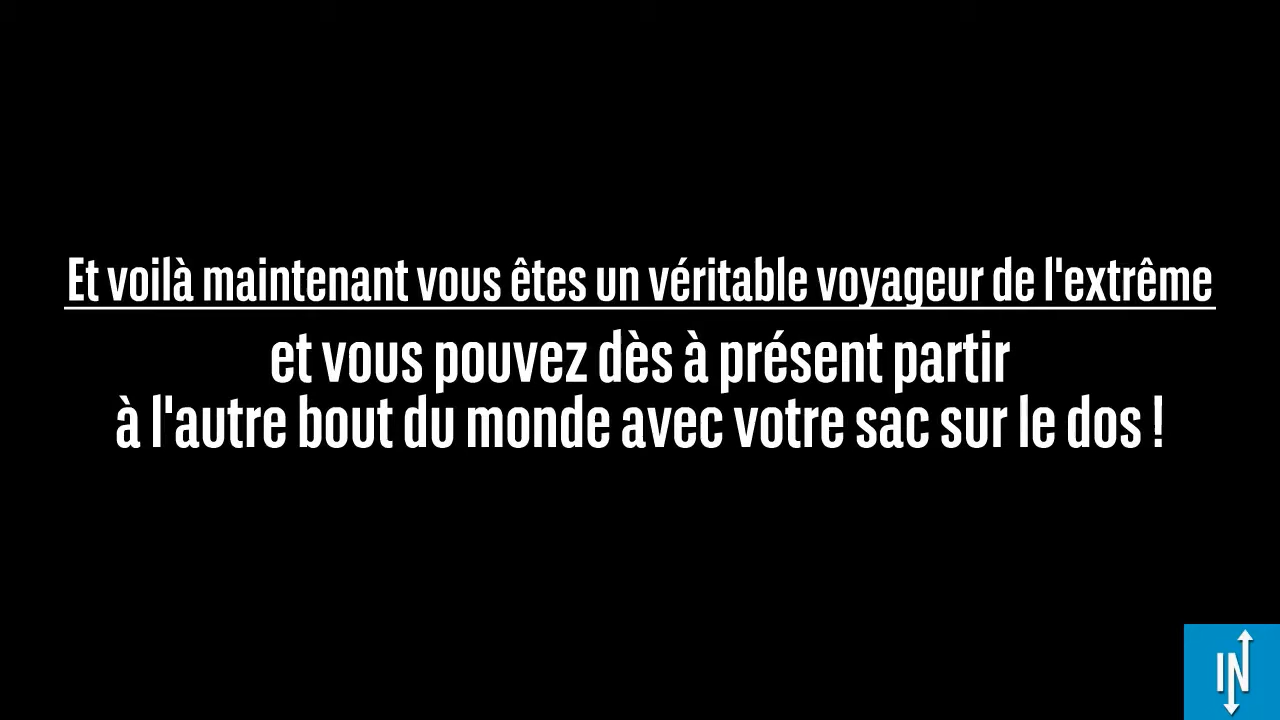 Et voilà maintenant vous êtes un véritable voyageur de l'extrême
et vous pouvez dès à présent partir
à l'autre bout du monde avec votre sac sur le dos !
IN